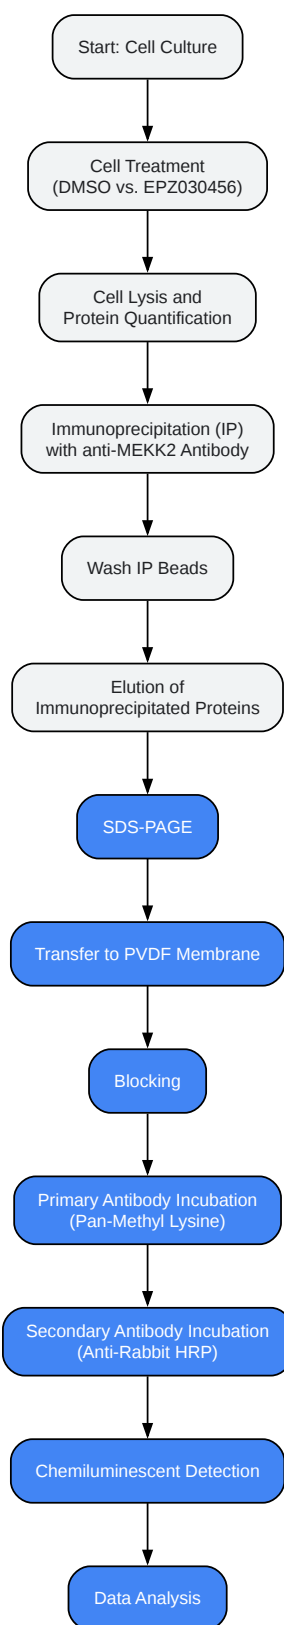 Start: Cell Culture
Cell Treatment
(DMSO vs. EPZ030456)
Cell Lysis and
Protein Quantification
Immunoprecipitation (IP)
with anti-MEKK2 Antibody
Wash IP Beads
Elution of
Immunoprecipitated Proteins
SDS-PAGE
Transfer to PVDF Membrane
Blocking
Primary Antibody Incubation
(Pan-Methyl Lysine)
Secondary Antibody Incubation
(Anti-Rabbit HRP)
Chemiluminescent Detection
Data Analysis